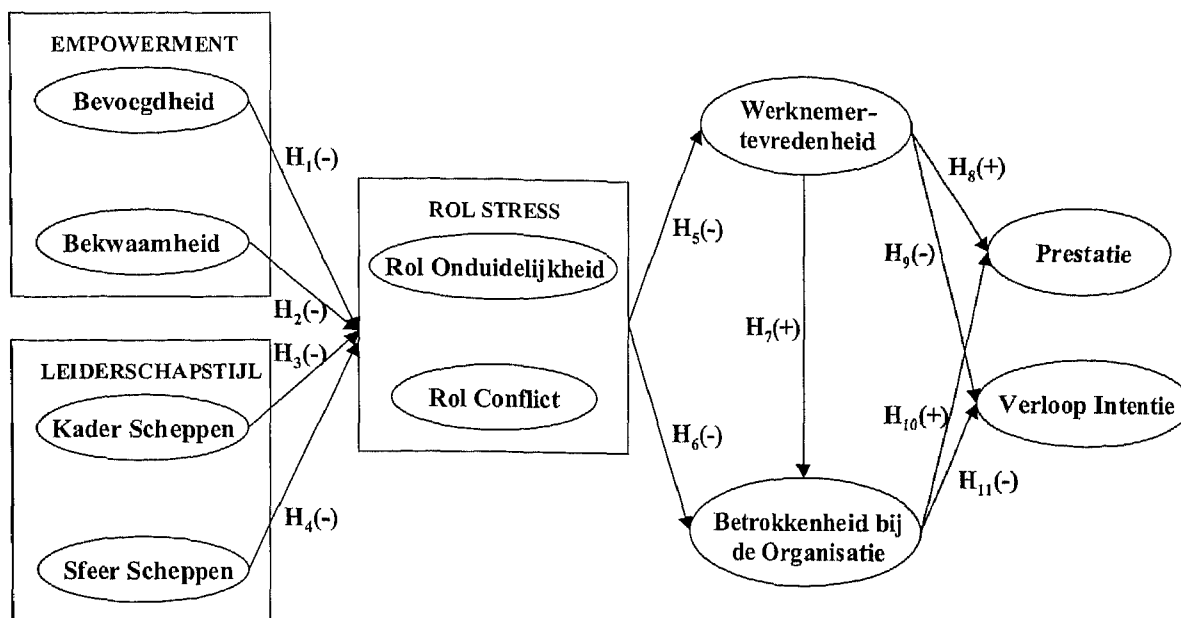 EMPOWERMENT
Bevoegdheid
Bekwaamheid
H1(-)
H2(-)
LEIDERSCHAPSTIJL
Kader Scheppen
Sfeer Scheppen
H3(-)
H4(-)
ROL STRESS
Rol Onduidelijkheid
Rol Conflict
H5(-)
H6(-)
Werknemer-
tevredenheid
H7(+)
Betrokkenheid bij
de Organisatie
H8(+)
H9(-)
H10(+)
H11(-)
Prestatie
Verloop Intentie